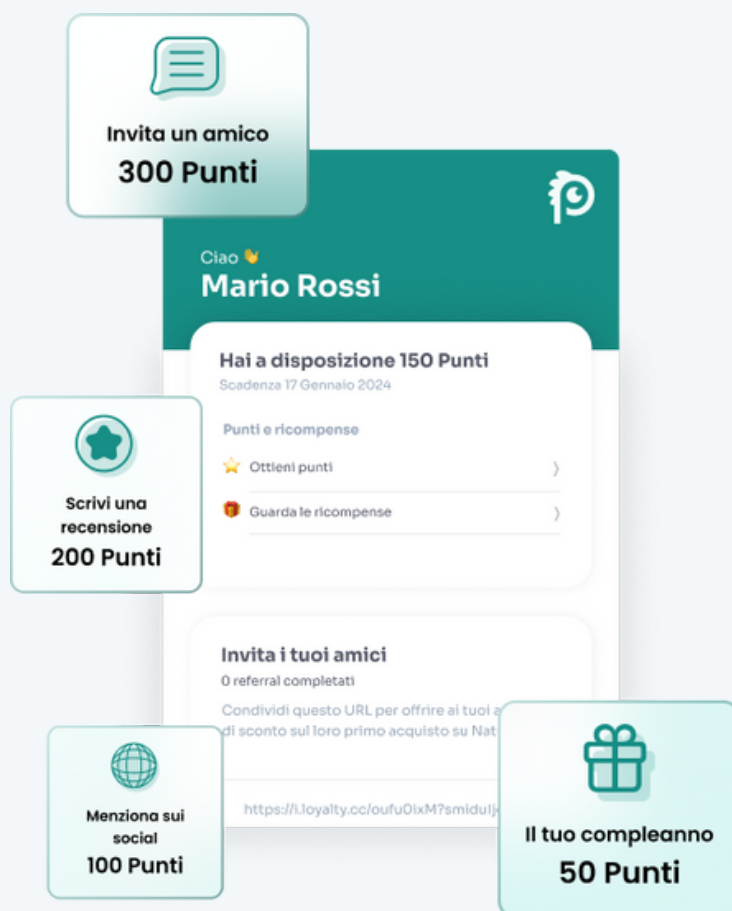 Invita un amico
300 Punti
Ciao 👋
Mario Rossi
Hai a disposizione 150 Punti
Scadenza 17 Gennaio 2024
Punti e ricompense
Ottieni punti
Guarda le ricompense
Scrivi una
recensione
200 Punti
Invita i tuoi amici
0 referral completati
Condividi questo URL per offrire ai tuoi
di sconto sul loro primo acquisto su
Menziona sui
social
100 Punti
Il tuo compleanno
50 Punti